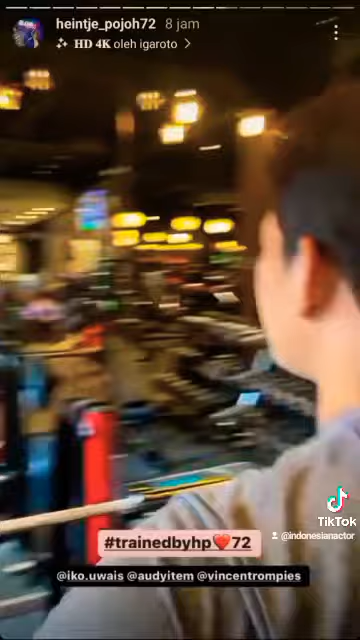 heintje_pojoh72 8 jam
𝐇𝐃 𝟒𝐊 oleh igaroto >
#trainedbyhp❤️72
@iko.uwais @audyitem @vincentrompies
TikTok
@indonesianactor